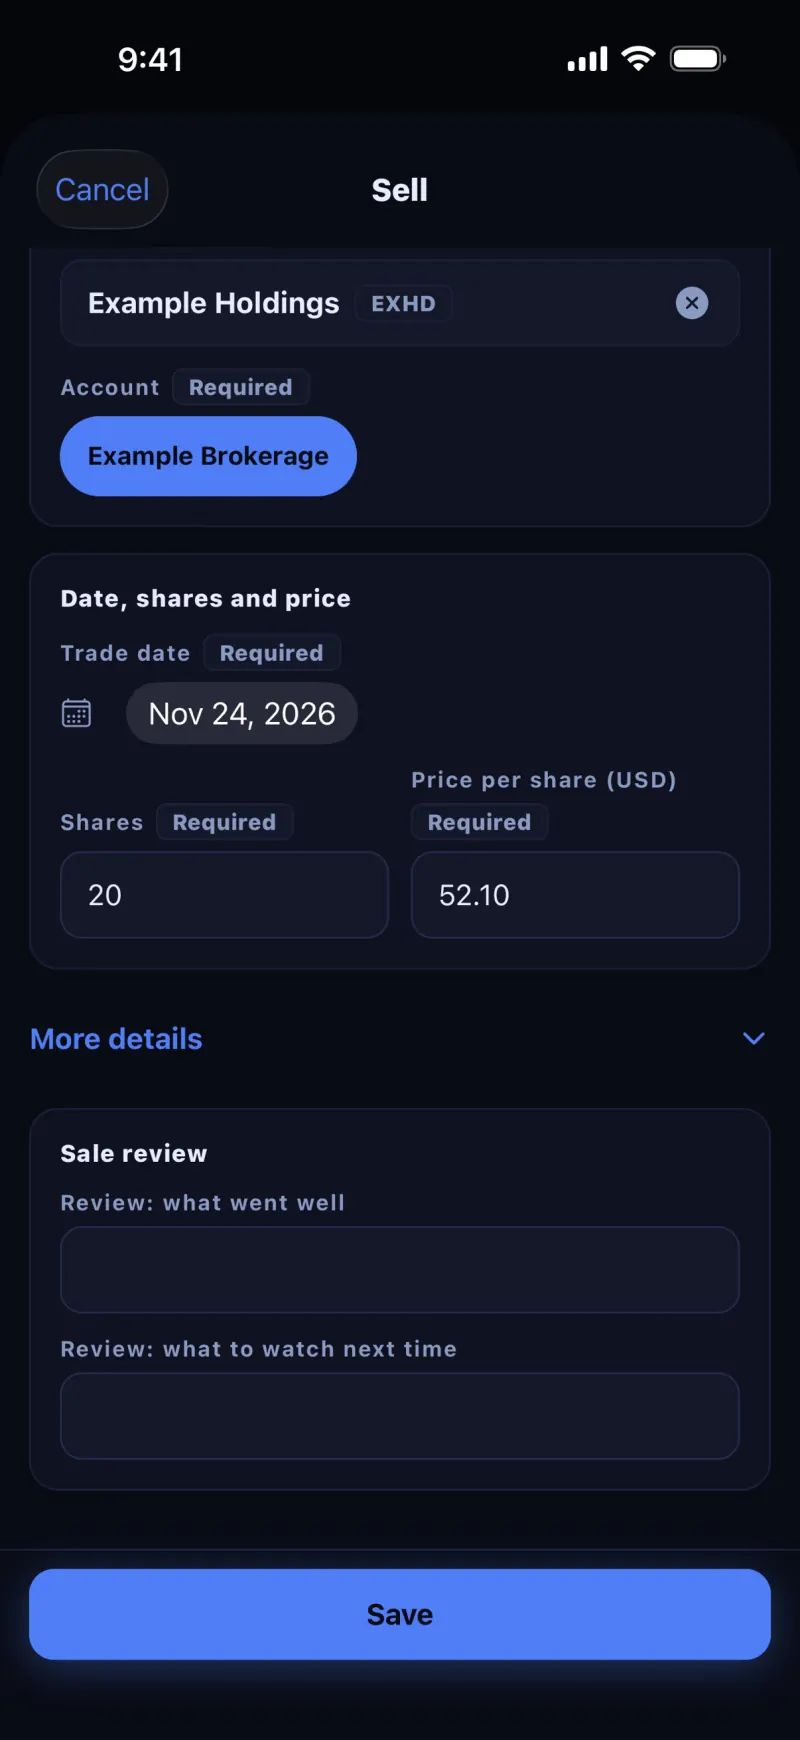 9:41
Cancel
Sell
Example Holdings EXHD
Account Required
Example Brokerage
Date, shares and price
Trade date Required
Nov 24, 2026
Price per share (USD)
Shares Required Required
20 52.10
More details
Sale review
Review: what went well
Review: what to watch next time
Save